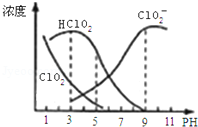 浓度
HClO₂
ClO₂⁻
ClO₂
1 3 5 7 9 11 PH